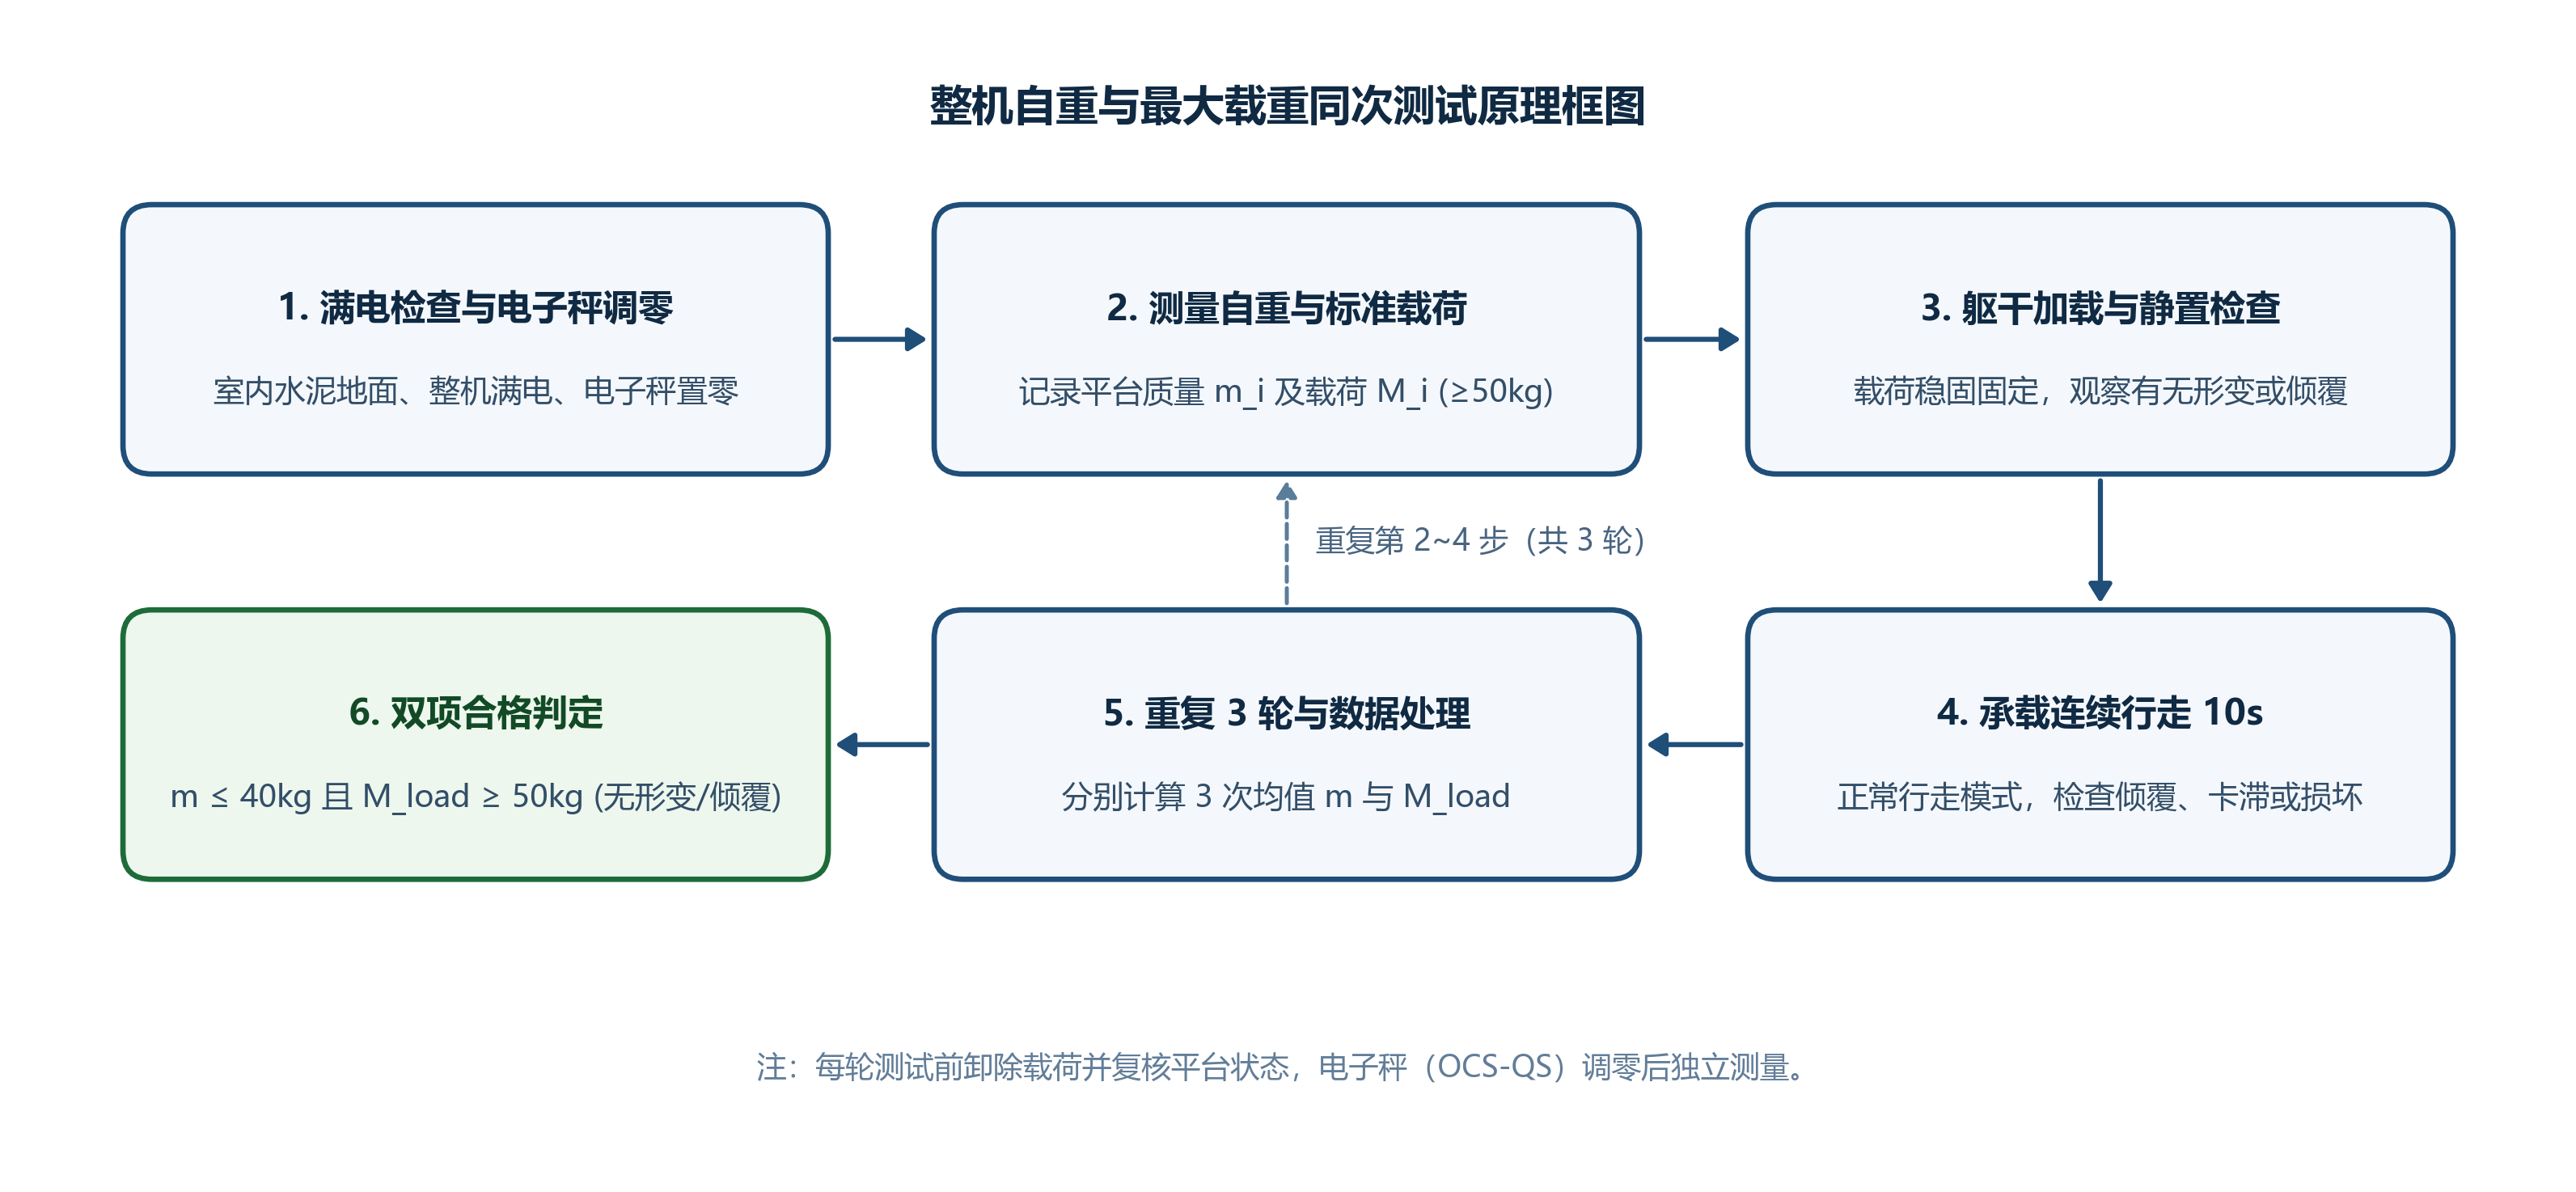 整机自重与最大载重同次测试原理框图
1. 满电检查与电子秤调零
室内水泥地面、整机满电、电子秤置零
2. 测量自重与标准载荷
记录平台质量 m_i 及载荷 M_i (≥50kg)
3. 躯干加载与静置检查
载荷稳固固定，观察有无形变或倾覆
重复第 2~4 步（共 3 轮）
4. 承载连续行走 10s
正常行走模式，检查倾覆、卡滞或损坏
5. 重复 3 轮与数据处理
分别计算 3 次均值 m 与 M_load
6. 双项合格判定
m ≤ 40kg 且 M_load ≥ 50kg (无形变/倾覆)
注：每轮测试前卸除载荷并复核平台状态，电子秤（OCS-QS）调零后独立测量。